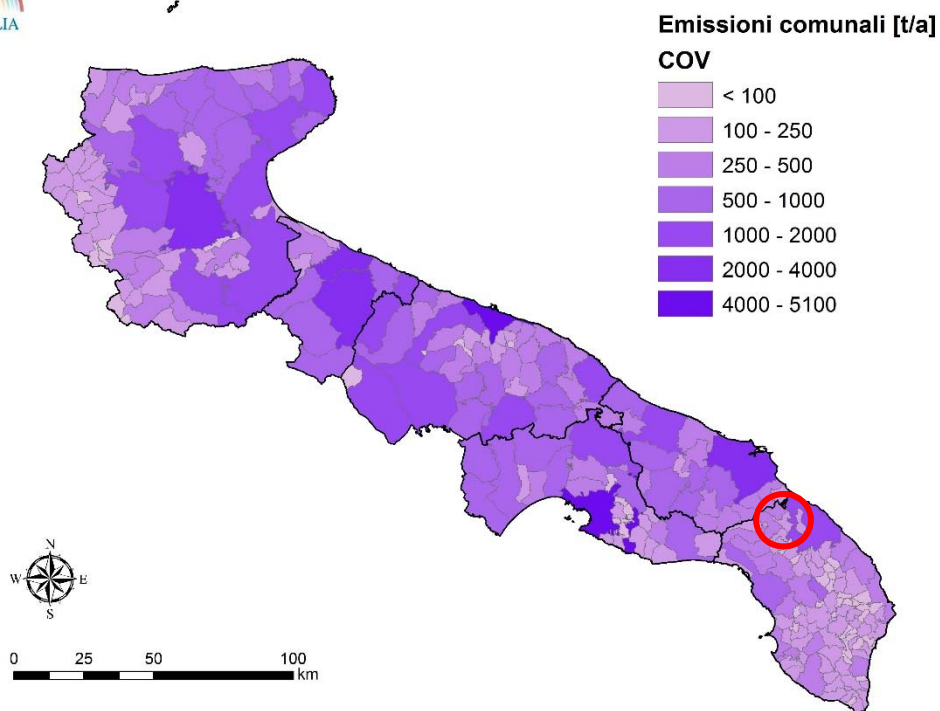 LIA
Emissioni comunali [t/a]
COV
< 100
100 - 250
250 - 500
500 - 1000
1000 - 2000
2000 - 4000
4000 - 5100
N
W E
S
0 25 50 100
km